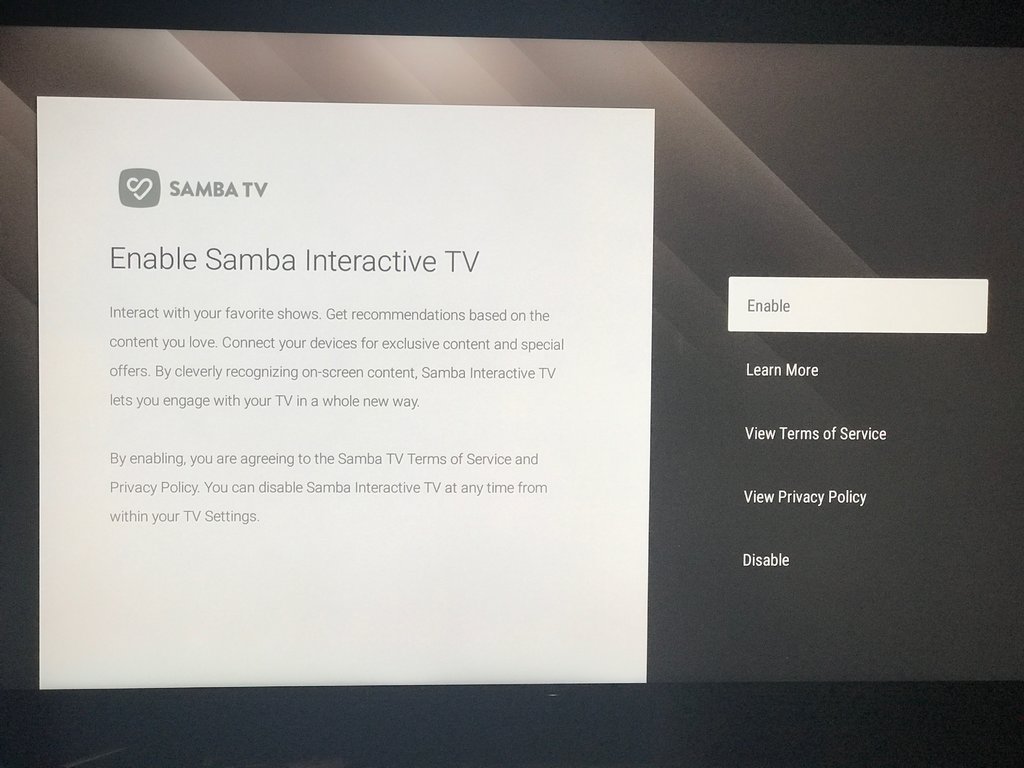 SAMBA TV
Enable Samba Interactive TV
Interact with your favorite shows. Get recommendations based on the
content you love. Connect your devices for exclusive content and special
offers. By cleverly recognizing on-screen content, Samba Interactive TV
lets you engage with your TV in a whole new way.
By enabling, you are agreeing to the Samba TV Terms of Service and
Privacy Policy. You can disable Samba Interactive TV at any time from
within your TV Settings.
Enable
Learn More
View Terms of Service
View Privacy Policy
Disable